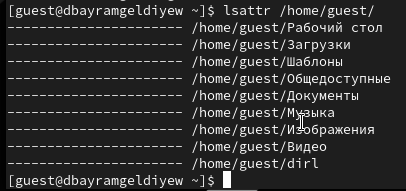 [guest@dbayramgeldiyew ~]$ lsattr /home/guest/
---------------------- /home/guest/Рабочий стол
---------------------- /home/guest/Загрузки
---------------------- /home/guest/Шаблоны
---------------------- /home/guest/Общедоступные
---------------------- /home/guest/Документы
---------------------- /home/guest/Музыка
---------------------- /home/guest/Изображения
---------------------- /home/guest/Видео
---------------------- /home/guest/dirl
[guest@dbayramgeldiyew ~]$